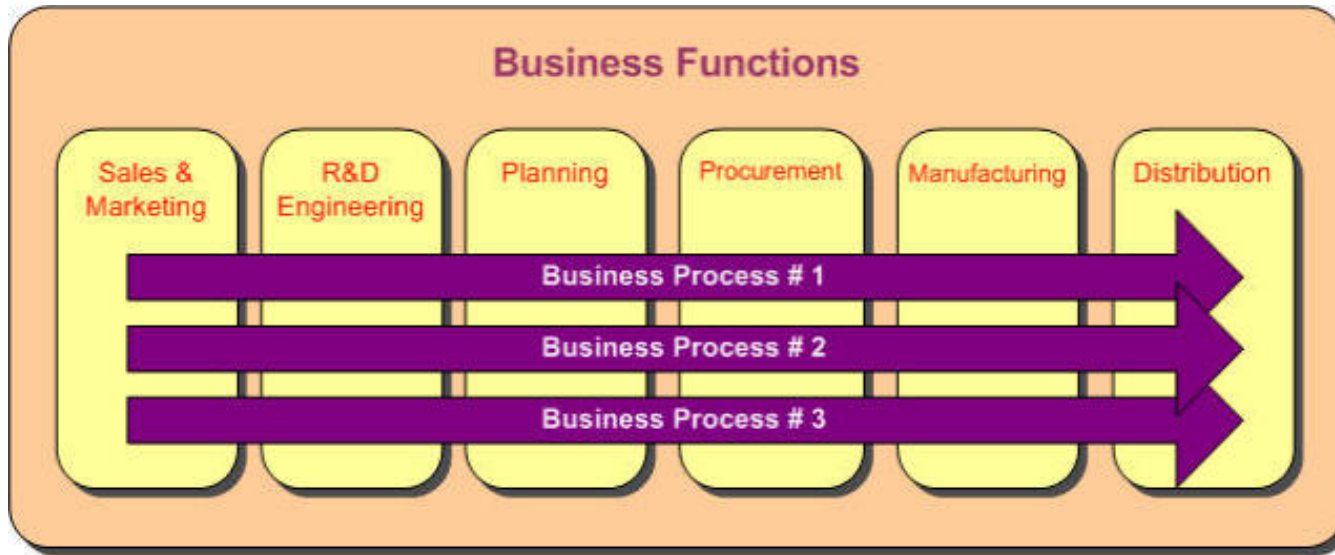 Business Functions
Sales &
Marketing
R&D
Engineering
Planning
Procurement
Manufacturing
Distribution
Business Process # 1
Business Process # 2
Business Process # 3